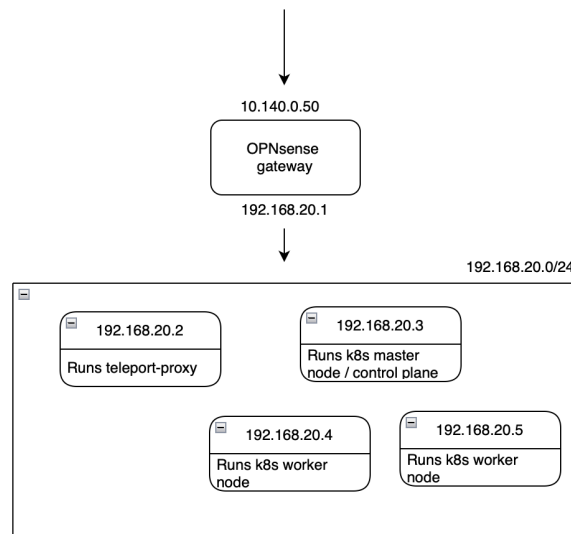 10.140.0.50
OPNsense
gateway
192.168.20.1
192.168.20.0/24
192.168.20.2
Runs teleport-proxy
192.168.20.3
Runs k8s master
node / control plane
192.168.20.4
Runs k8s worker
node
192.168.20.5
Runs k8s worker
node